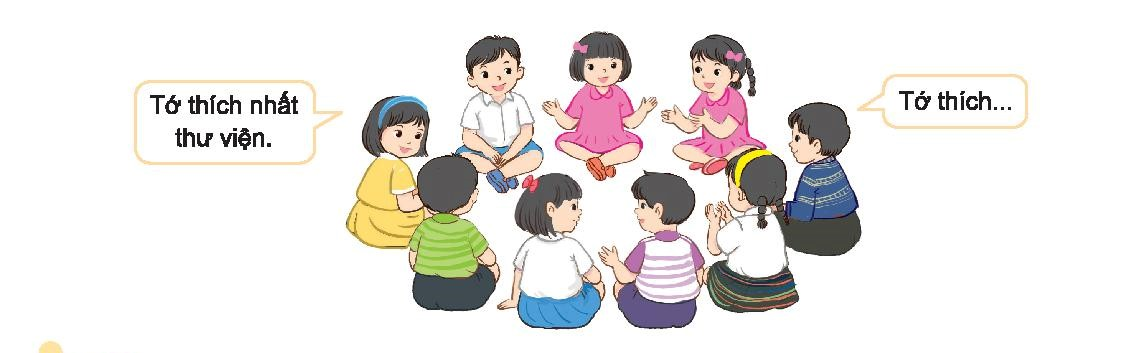 Tớ thích nhất
thư viện.
Tớ thích...